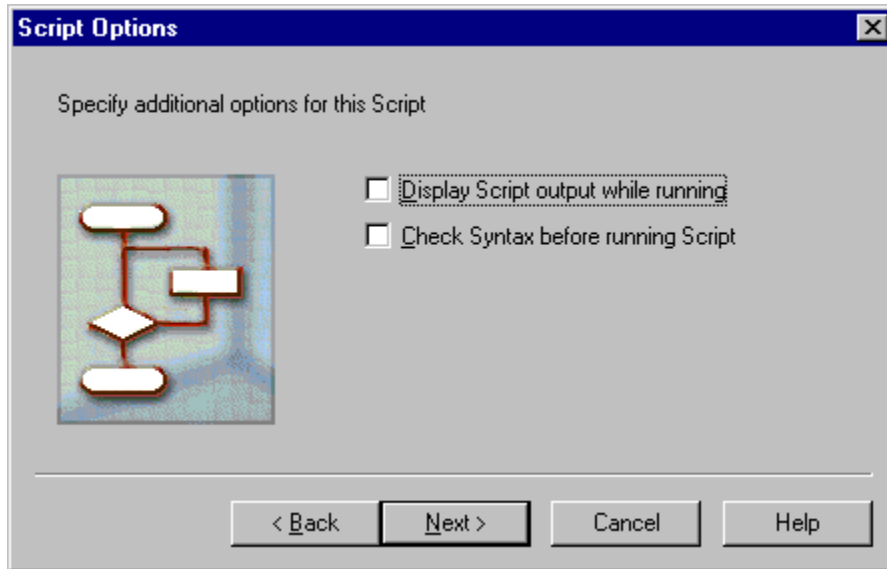 Script Options
Specify additional options for this Script
Display Script output while running
Check Syntax before running Script
< Back
Next >
Cancel
Help